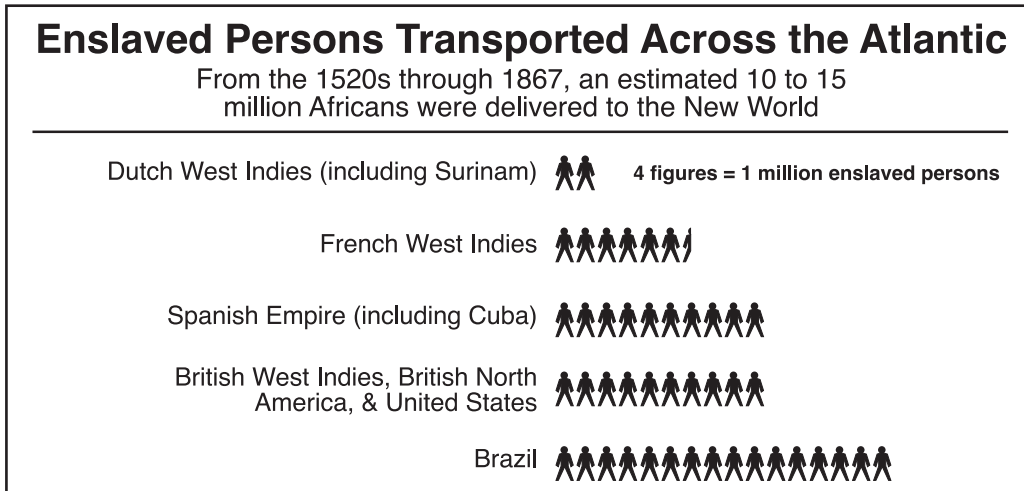 Enslaved Persons Transported Across the Atlantic
From the 1520s through 1867, an estimated 10 to 15
million Africans were delivered to the New World
Dutch West Indies (including Surinam)
4 figures = 1 million enslaved persons
French West Indies
Spanish Empire (including Cuba)
British West Indies, British North
America, & United States
Brazil